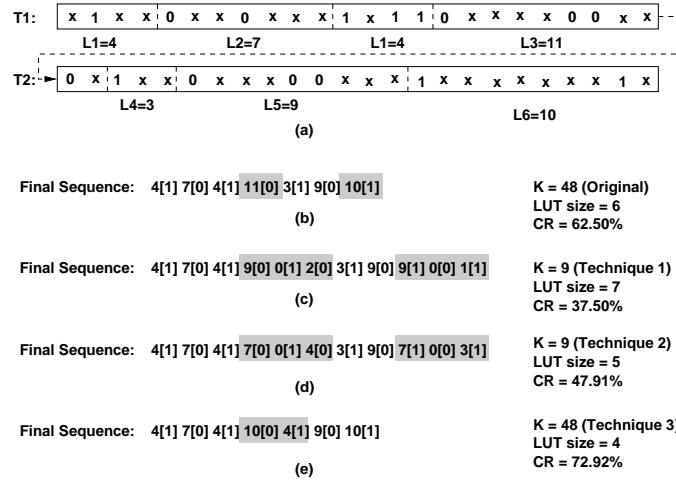 T1: x 1 x x 0 x x 0 x x x 1 x 1 1 0 x x x x 0 0 x x
L1=4 L2=7 L1=4 L3=11
T2: 0 x 1 x x 0 x x x 0 0 x x x 1 x x x x x x x 1 x
L4=3 L5=9 L6=10
(a)
Final Sequence: 4[1] 7[0] 4[1] 11[0] 3[1] 9[0] 10[1]
(b)
K = 48 (Original)
LUT size = 6
CR = 62.50%
Final Sequence: 4[1] 7[0] 4[1] 9[0] 0[1] 2[0] 3[1] 9[0] 9[1] 0[0] 1[1]
(c)
K = 9 (Technique 1)
LUT size = 7
CR = 37.50%
Final Sequence: 4[1] 7[0] 4[1] 7[0] 0[1] 4[0] 3[1] 9[0] 7[1] 0[0] 3[1]
(d)
K = 9 (Technique 2)
LUT size = 5
CR = 47.91%
Final Sequence: 4[1] 7[0] 4[1] 10[0] 4[1] 9[0] 10[1]
(e)
K = 48 (Technique 3)
LUT size = 4
CR = 72.92%